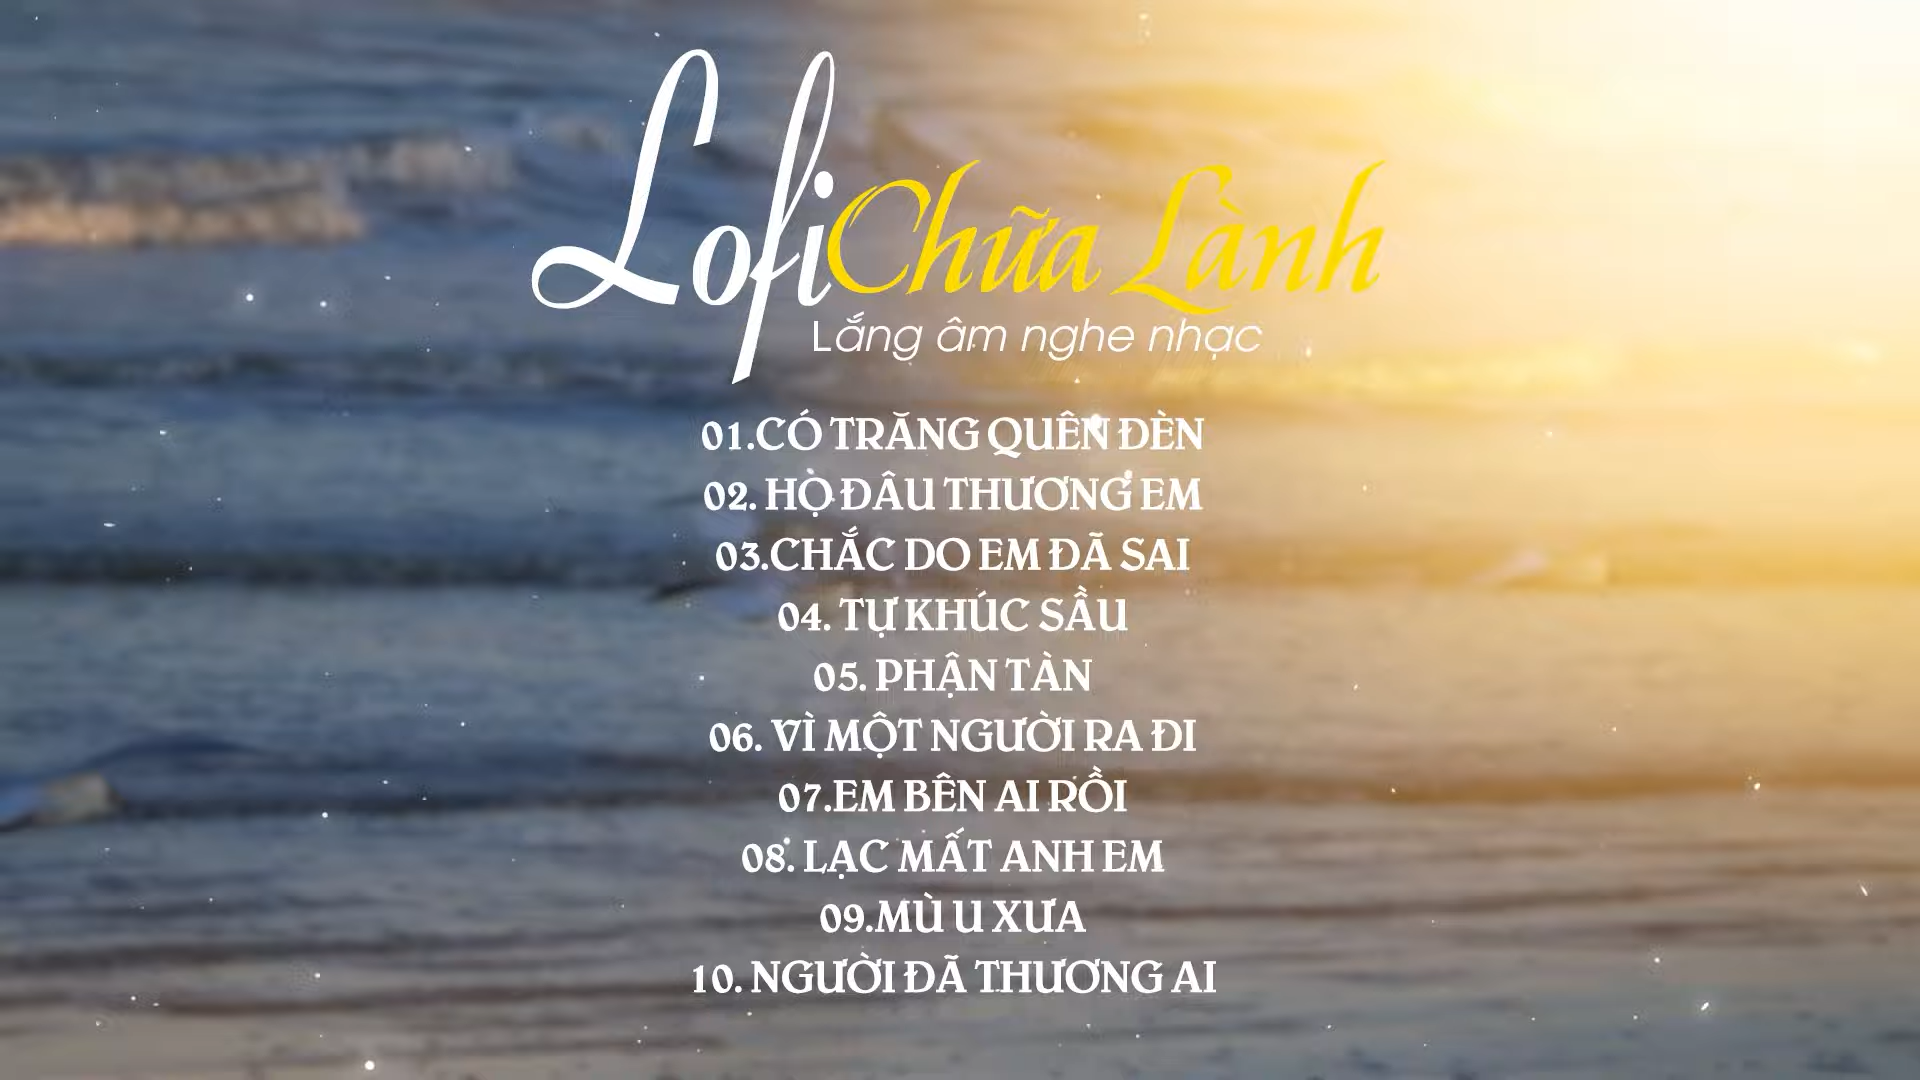 Lofi Chữa Lành
Lắng âm nghe nhạc
01.CÓ TRĂNG QUÊN ĐÈN
02. HỌ ĐÂU THƯƠNG EM
03.CHẮC DO EM ĐÃ SAI
04. TỰ KHÚC SẦU
05. PHẬN TÀN
06. VÌ MỘT NGƯỜI RA ĐI
07.EM BÊN AI RỒI
08. LẠC MẤT ANH EM
09.MÙ U XƯA
10. NGƯỜI ĐÃ THƯƠNG AI